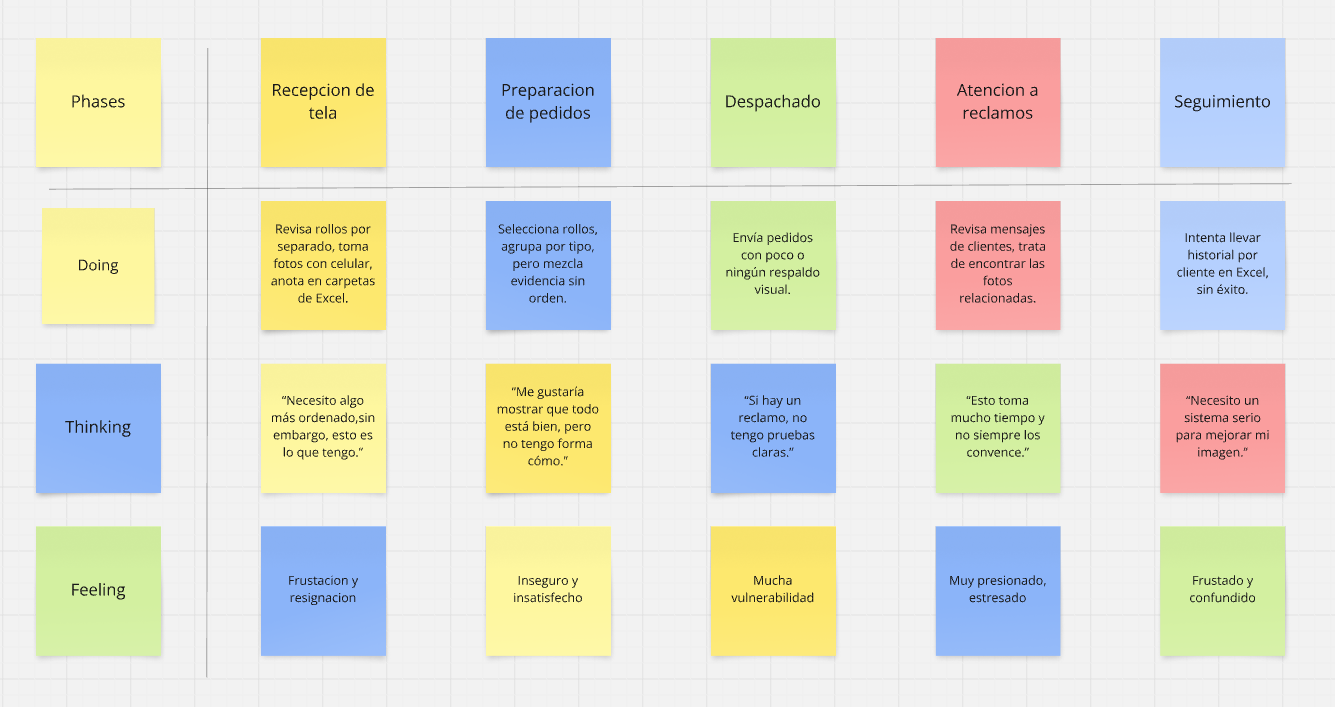 Phases
Recepcion de
tela
Preparacion
de pedidos
Despachado
Atencion a
reclamos
Seguimiento
Doing
Revisa rollos por
separado, toma
fotos con celular,
anota en carpetas
de Excel.
Selecciona rollos,
agrupa por tipo,
pero mezcla
evidencia sin
orden.
Envía pedidos
con poco o
ningún respaldo
visual.
Revisa mensajes
de clientes, trata
de encontrar las
fotos
relacionadas.
Intenta llevar
historial por
cliente en Excel,
sin éxito.
Thinking
“Necesito algo
más ordenado,sin
embargo, esto es
lo que tengo.”
“Me gustaría
mostrar que todo
está bien, pero
no tengo forma
cómo.”
“Si hay un
reclamo, no
tengo pruebas
claras.”
“Esto toma
mucho tiempo y
no siempre los
convence.”
“Necesito un
sistema serio
para mejorar mi
imagen.”
Feeling
Frustacion y
resignacion
Inseguro y
insatisfecho
Mucha
vulnerabilidad
Muy presionado,
estresado
Frustado y
confundido